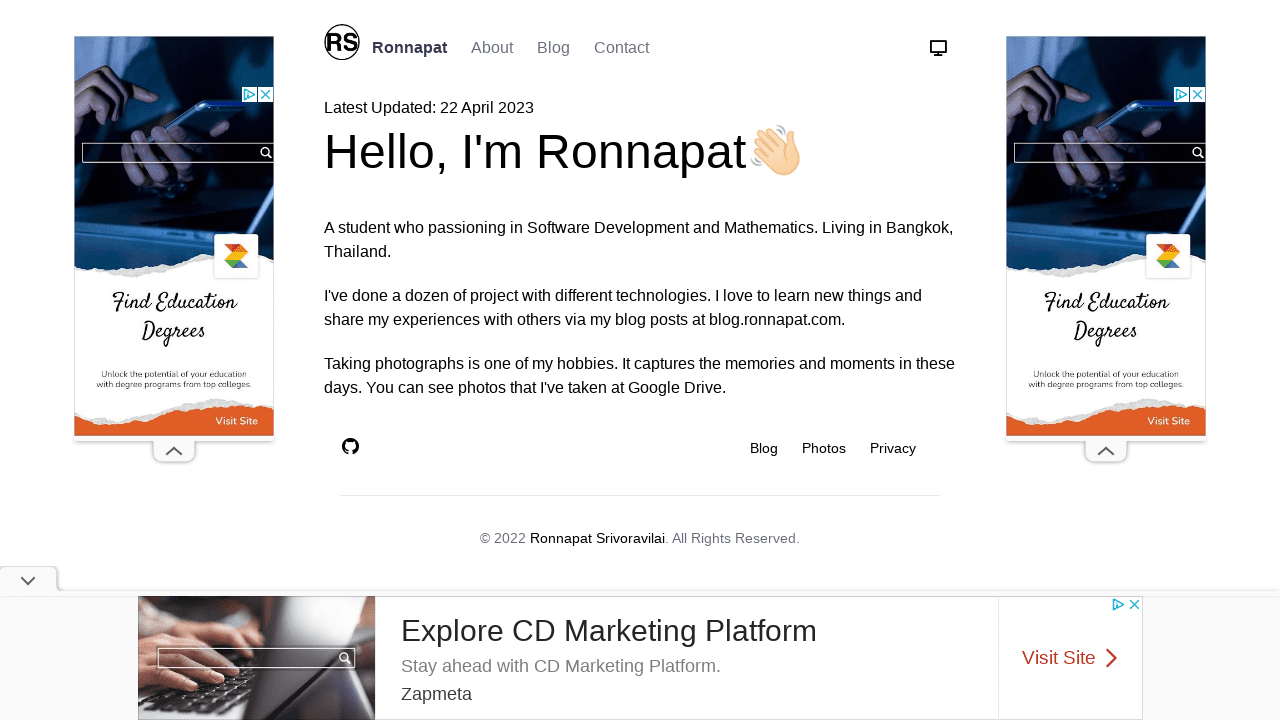 RS
Ronnapat
About
Blog
Contact
Latest Updated: 22 April 2023
Hello, I'm Ronnapat
A student who passioning in Software Development and Mathematics. Living in Bangkok,
Thailand.
I've done a dozen of project with different technologies. I love to learn new things and
share my experiences with others via my blog posts at blog.ronnapat.com.
Taking photographs is one of my hobbies. It captures the memories and moments in these
days. You can see photos that I've taken at Google Drive.
Blog
Photos
Privacy
© 2022 Ronnapat Srivoravilai. All Rights Reserved.
Find Education
Degrees
Unlock the potential of your education
with degree programs from top colleges.
Visit Site
Find Education
Degrees
Unlock the potential of your education
with degree programs from top colleges.
Visit Site
Explore CD Marketing Platform
Stay ahead with CD Marketing Platform.
Zapmeta
Visit Site